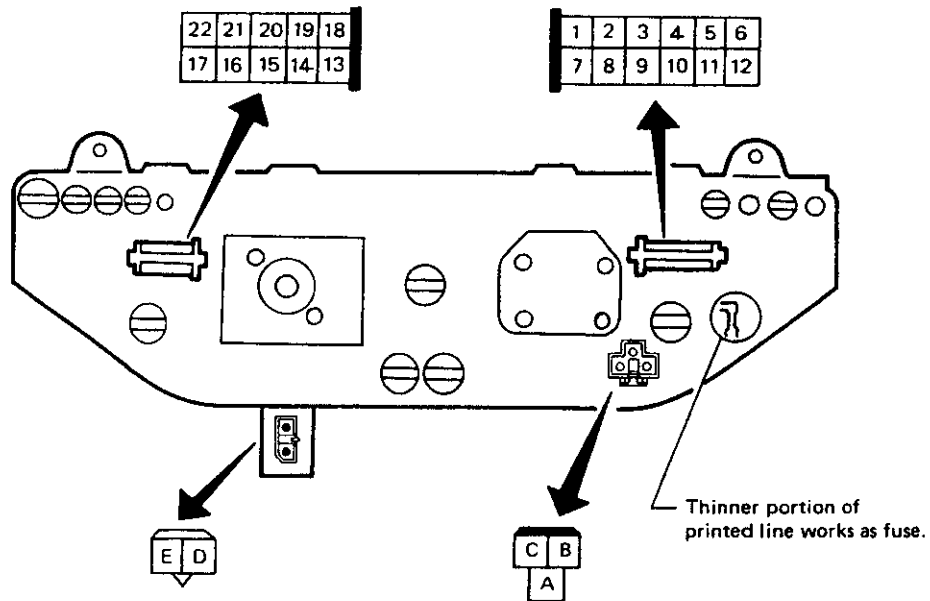 22 21 20 19 18
17 16 15 14 13
1 2 3 4 5 6
7 8 9 10 11 12
Thinner portion of
printed line works as fuse.
E D
C B
A